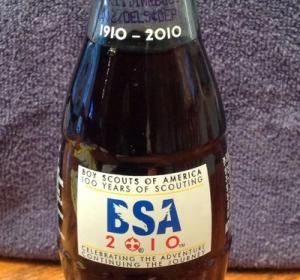 1910 - 2010
BOY SCOUTS OF AMERICA
100 YEARS OF SCOUTING
BSA
2010
CELEBRATING THE ADVENTURE
CONTINUING THE JOURNEY